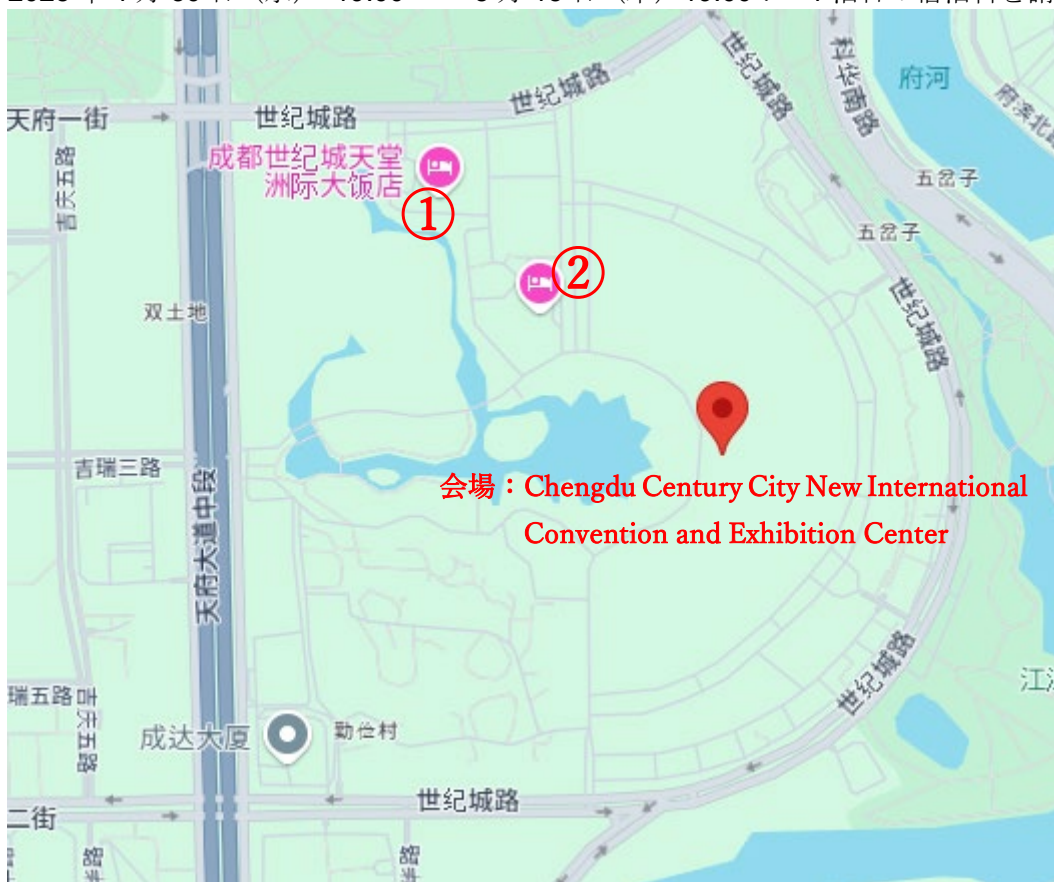 世纪城路
世纪城路
世纪城路
科华南路
府河
府滨北路
天府一街
成都世纪城天堂
洲际大饭店
①
吉庆五路
五岔子
五岔子
②
双土地
世纪城路
吉瑞三路
会場：Chengdu Century City New International
Convention and Exhibition Center
天府大道中段
世纪城路
瑞五路
吉庆五路
成达大厦
勤俭村
世纪城路
二街